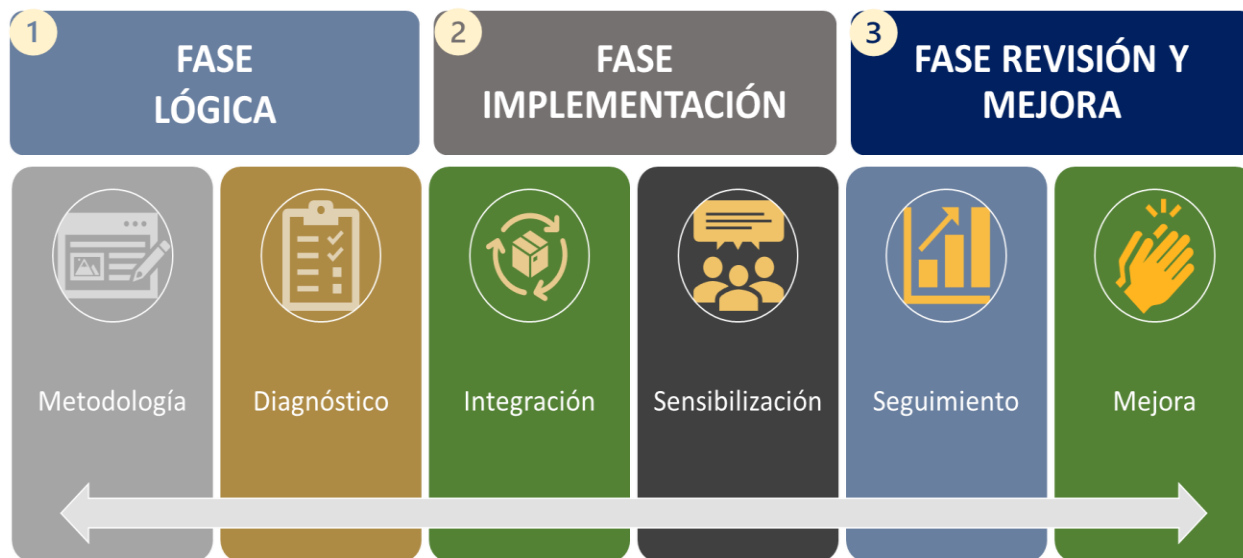 1
FASE
LÓGICA
2
FASE
IMPLEMENTACIÓN
3
FASE REVISIÓN Y
MEJORA
Metodología
Diagnóstico
Integración
Sensibilización
Seguimiento
Mejora